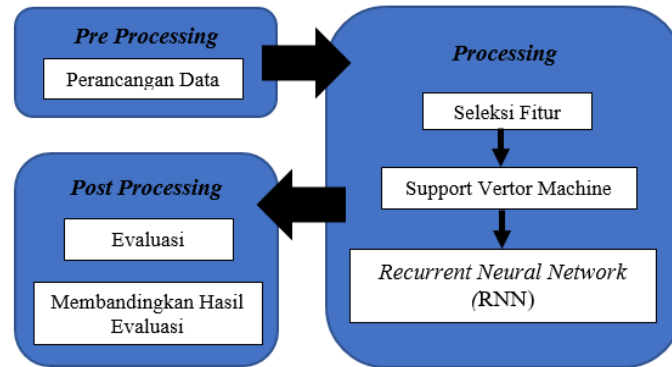 Pre Processing
Perancangan Data
Processing
Seleksi Fitur
Support Vertor Machine
Recurrent Neural Network
(RNN)
Post Processing
Evaluasi
Membandingkan Hasil
Evaluasi